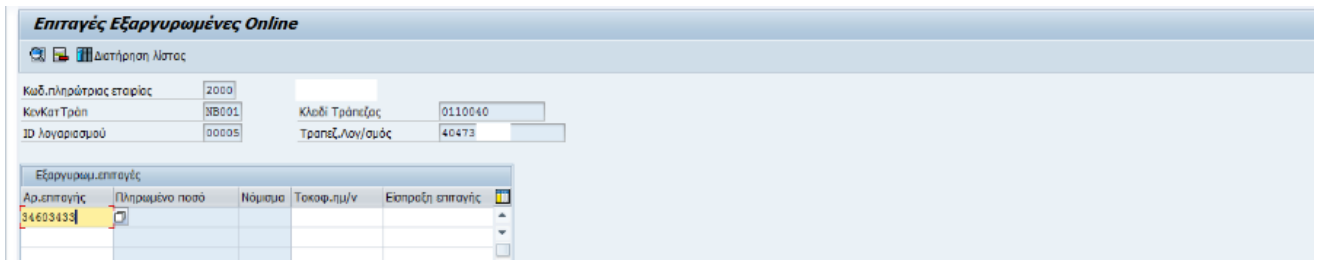 Επιταγές Εξαργυρωμένες Online
Διατήρηση λίστας
Κωδ.πληρώτριας εταιρίας 2000
ΚενΚατΤράπ NB001 Κλειδί Τράπεζας 0110040
ID λογαριασμού 00005 Τραπεζ.Λογ/σμός 40473
Εξαργυρωμ.επιταγές
Αρ.επιταγής Πληρωμένο ποσό Νόμισμα Τοκοφ.ημ/ν Είσπραξη επιταγής
34603433